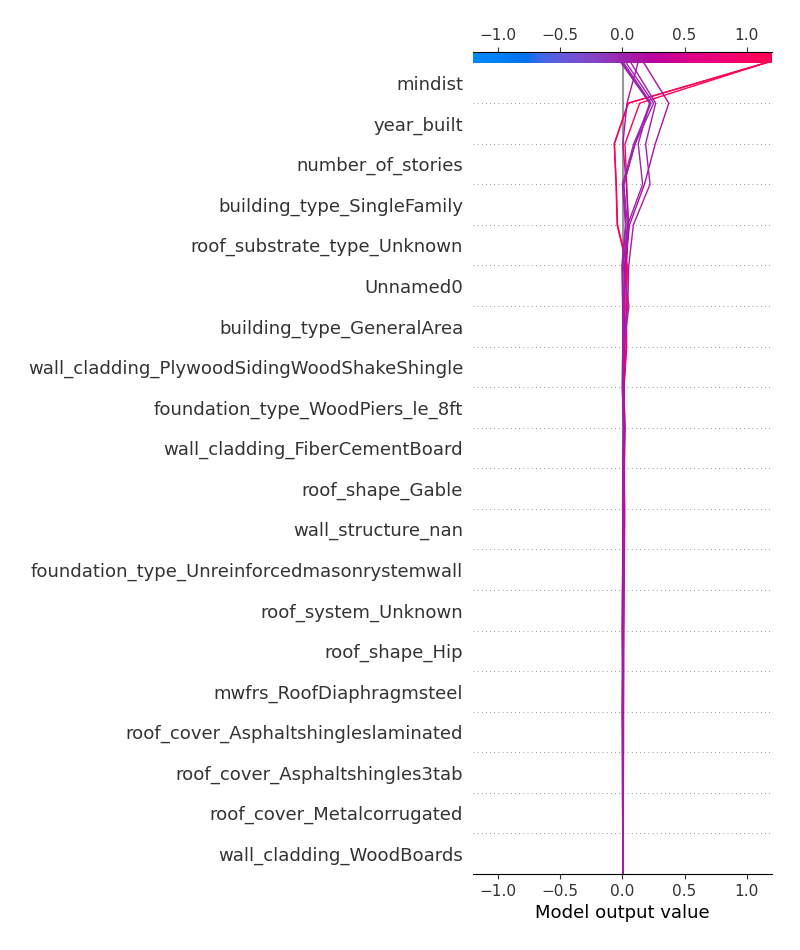 −1.0 −0.5 0.0 0.5 1.0
mindist
year_built
number_of_stories
building_type_SingleFamily
roof_substrate_type_Unknown
Unnamed0
building_type_GeneralArea
wall_cladding_PlywoodSidingWoodShakeShingle
foundation_type_WoodPiers_le_8ft
wall_cladding_FiberCementBoard
roof_shape_Gable
wall_structure_nan
foundation_type_Unreinforcedmasonrystemwall
roof_system_Unknown
roof_shape_Hip
mwfrs_RoofDiaphragmsteel
roof_cover_Asphaltshingleslaminated
roof_cover_Asphaltshingles3tab
roof_cover_Metalcorrugated
wall_cladding_WoodBoards
−1.0 −0.5 0.0 0.5 1.0
Model output value